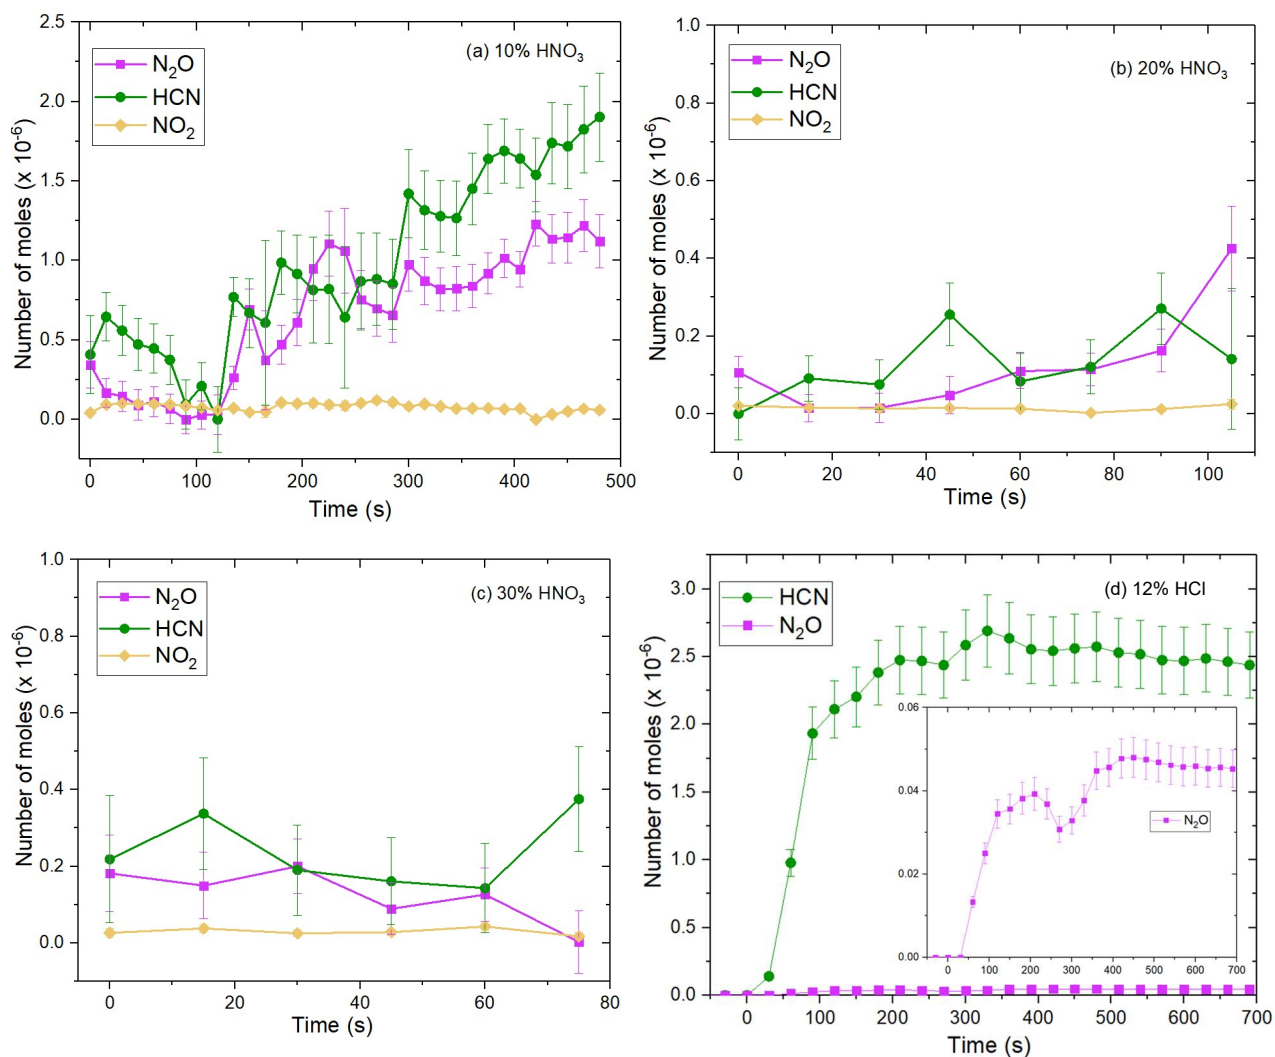 (a) 10% HNO3
N2O
HCN
NO2
Number of moles (x 10-6)
2.5
2.0
1.5
1.0
0.5
0.0
0 100 200 300 400 500
Time (s)
(b) 20% HNO3
N2O
HCN
NO2
Number of moles (x 10-6)
1.0
0.8
0.6
0.4
0.2
0.0
0 20 40 60 80 100
Time (s)
(c) 30% HNO3
N2O
HCN
NO2
Number of moles (x 10-6)
1.0
0.8
0.6
0.4
0.2
0.0
0 20 40 60 80
Time (s)
(d) 12% HCl
HCN
N2O
Number of moles (x 10-6)
3.0
2.5
2.0
1.5
1.0
0.5
0.0
0 100 200 300 400 500 600 700
Time (s)
0.06
0.04
0.02
0.00
N2O
0 100 200 300 400 500 600 700